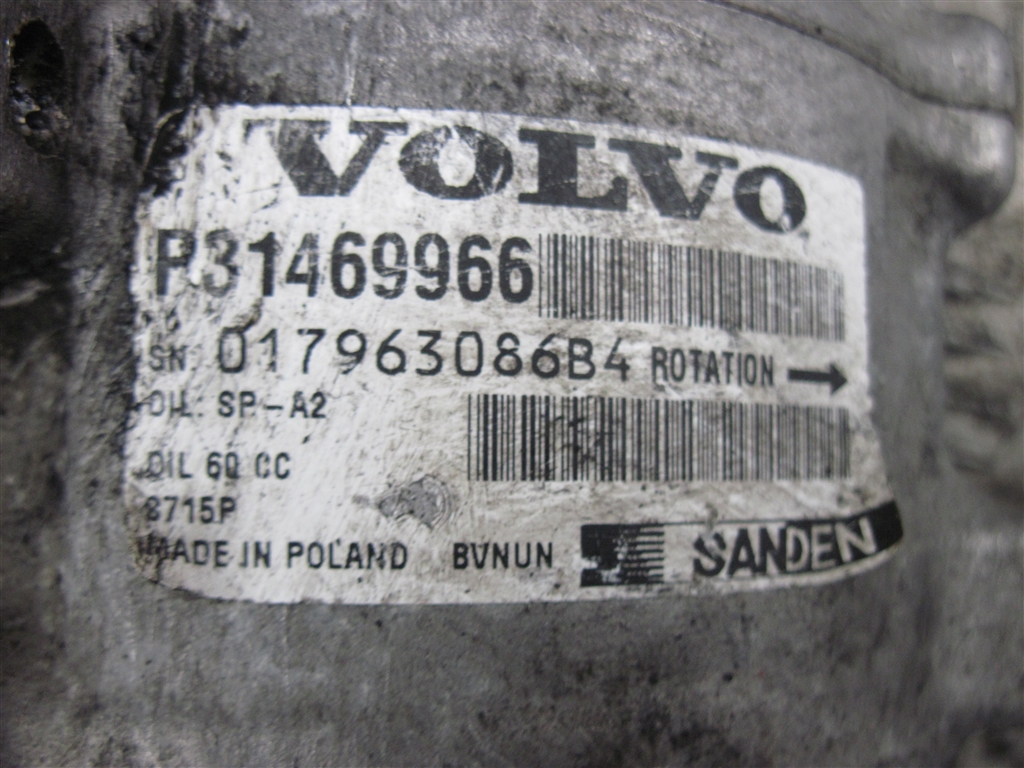 VOLVO
P31469966
SN. 017963086B4 ROTATION →
OIL: SP-A2
OIL 60 CC
8715P
MADE IN POLAND BVNUN SANDEN